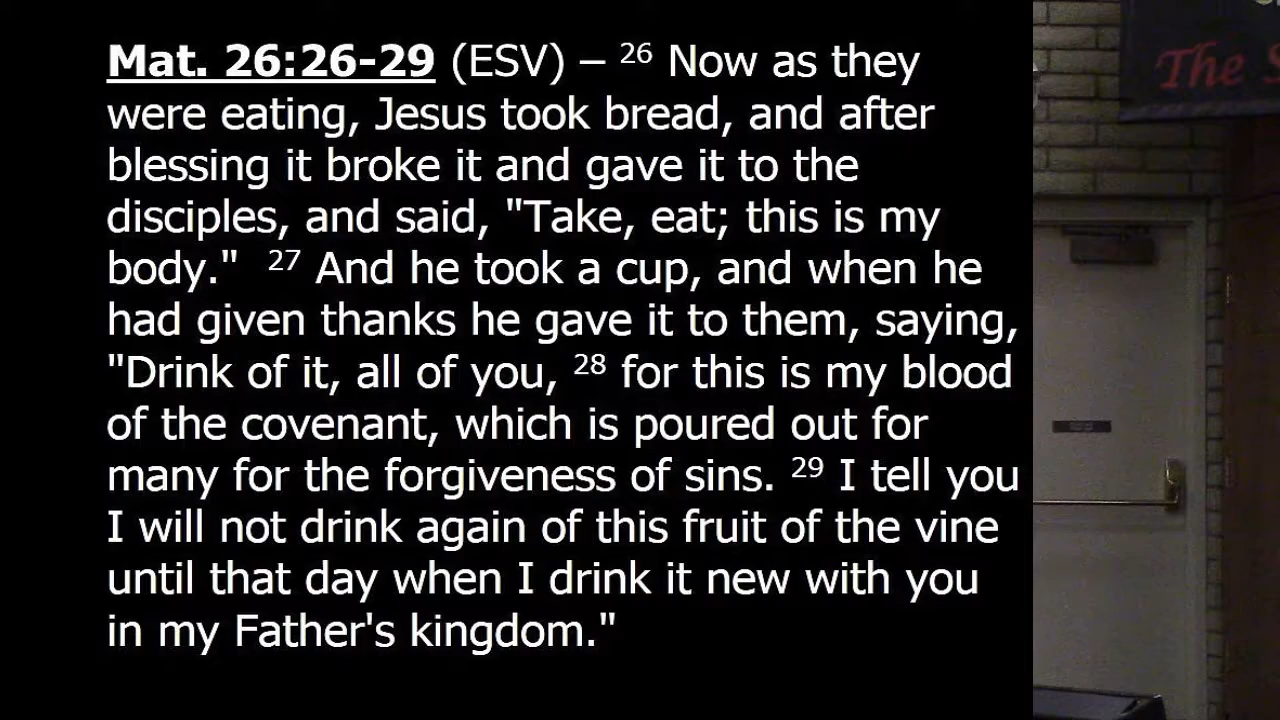 Mat. 26:26-29 (ESV) – 26 Now as they
were eating, Jesus took bread, and after
blessing it broke it and gave it to the
disciples, and said, "Take, eat; this is my
body."  27 And he took a cup, and when he
had given thanks he gave it to them, saying,
"Drink of it, all of you, 28 for this is my blood
of the covenant, which is poured out for
many for the forgiveness of sins. 29 I tell you
I will not drink again of this fruit of the vine
until that day when I drink it new with you
in my Father's kingdom."
The